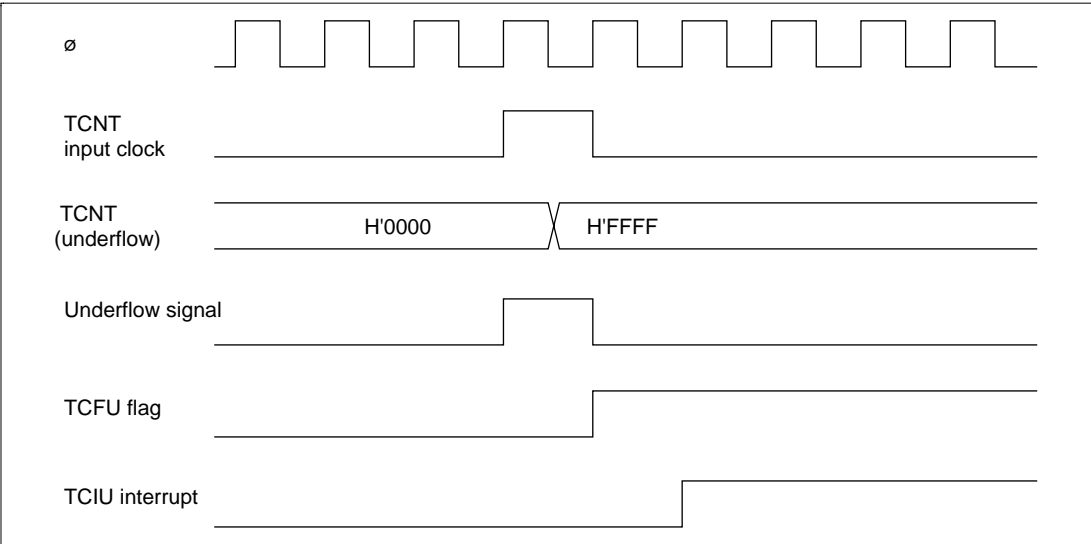 ø
TCNT
input clock
TCNT
(underflow)
H'0000
H'FFFF
Underflow signal
TCFU flag
TCIU interrupt